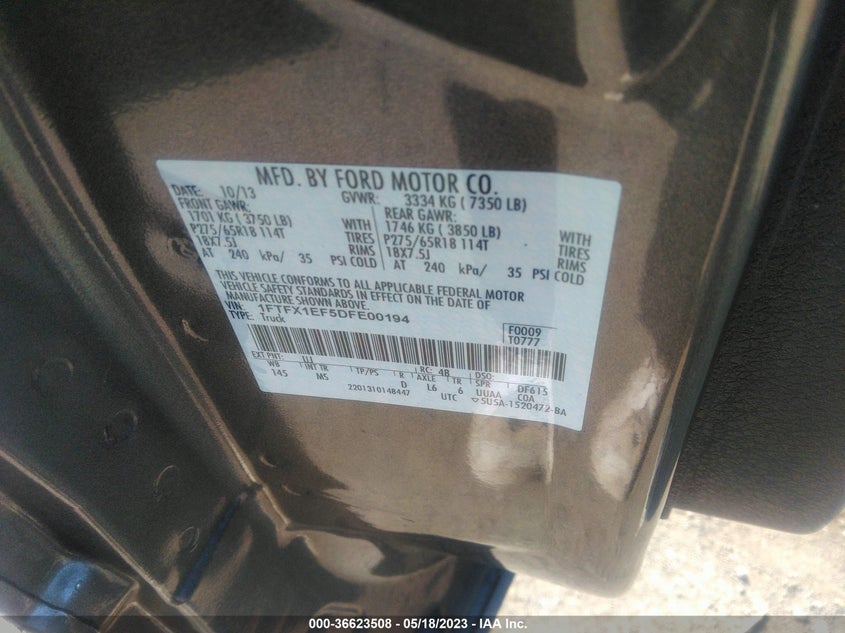 MFD. BY FORD MOTOR CO.
DATE: 10/13 GVWR: 3334 KG ( 7350 LB)
FRONT GAWR: REAR GAWR:
1701 KG ( 3750 LB) WITH 1746 KG ( 3850 LB) WITH
P275/65R18 114T TIRES P275/65R18 114T TIRES
18X7.5J RIMS 18X7.5J RIMS
AT 240 kPa/ 35 PSI COLD AT 240 kPa/ 35 PSI COLD
THIS VEHICLE CONFORMS TO ALL APPLICABLE FEDERAL MOTOR
VEHICLE SAFETY STANDARDS IN EFFECT ON THE DATE OF
MANUFACTURE SHOWN ABOVE.
VIN: 1FTFX1EF5DFE00194
TYPE: Truck
F0009
T0777
EXT PNT: UJ RC: 48 DSO:
WB INT TR TP/PS R AXLE TR SPR DF615
145 MS D L6 6 UUAA COA
2201310148447 UTC 5USA-1520472-BA
000-36623508 - 05/18/2023 - IAA Inc.